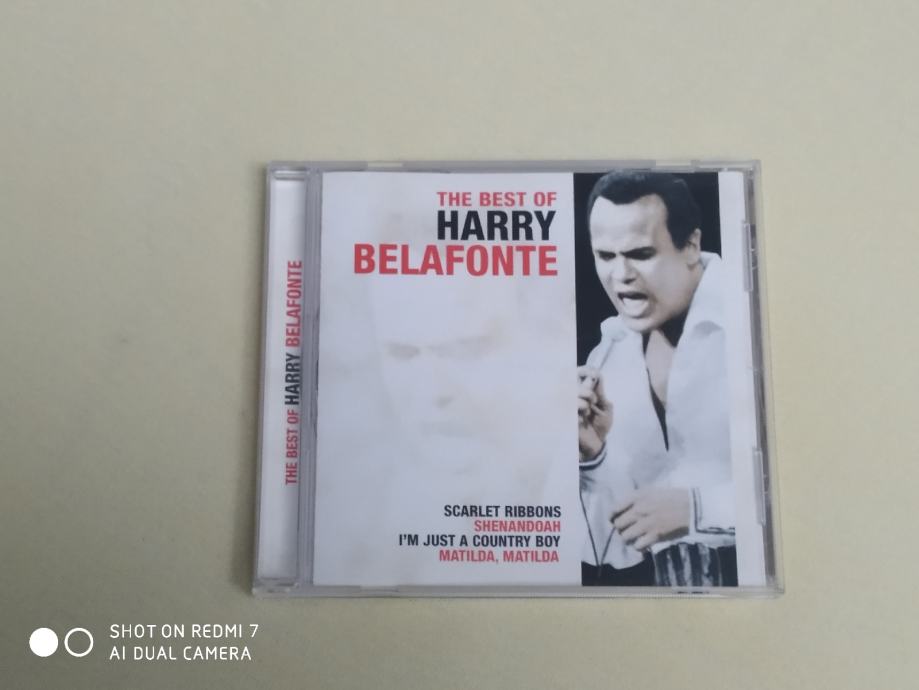 THE BEST OF
HARRY
BELAFONTE
THE BEST OF HARRY BELAFONTE
SCARLET RIBBONS
SHENANDOAH
I'M JUST A COUNTRY BOY
MATILDA, MATILDA
SHOT ON REDMI 7
AI DUAL CAMERA